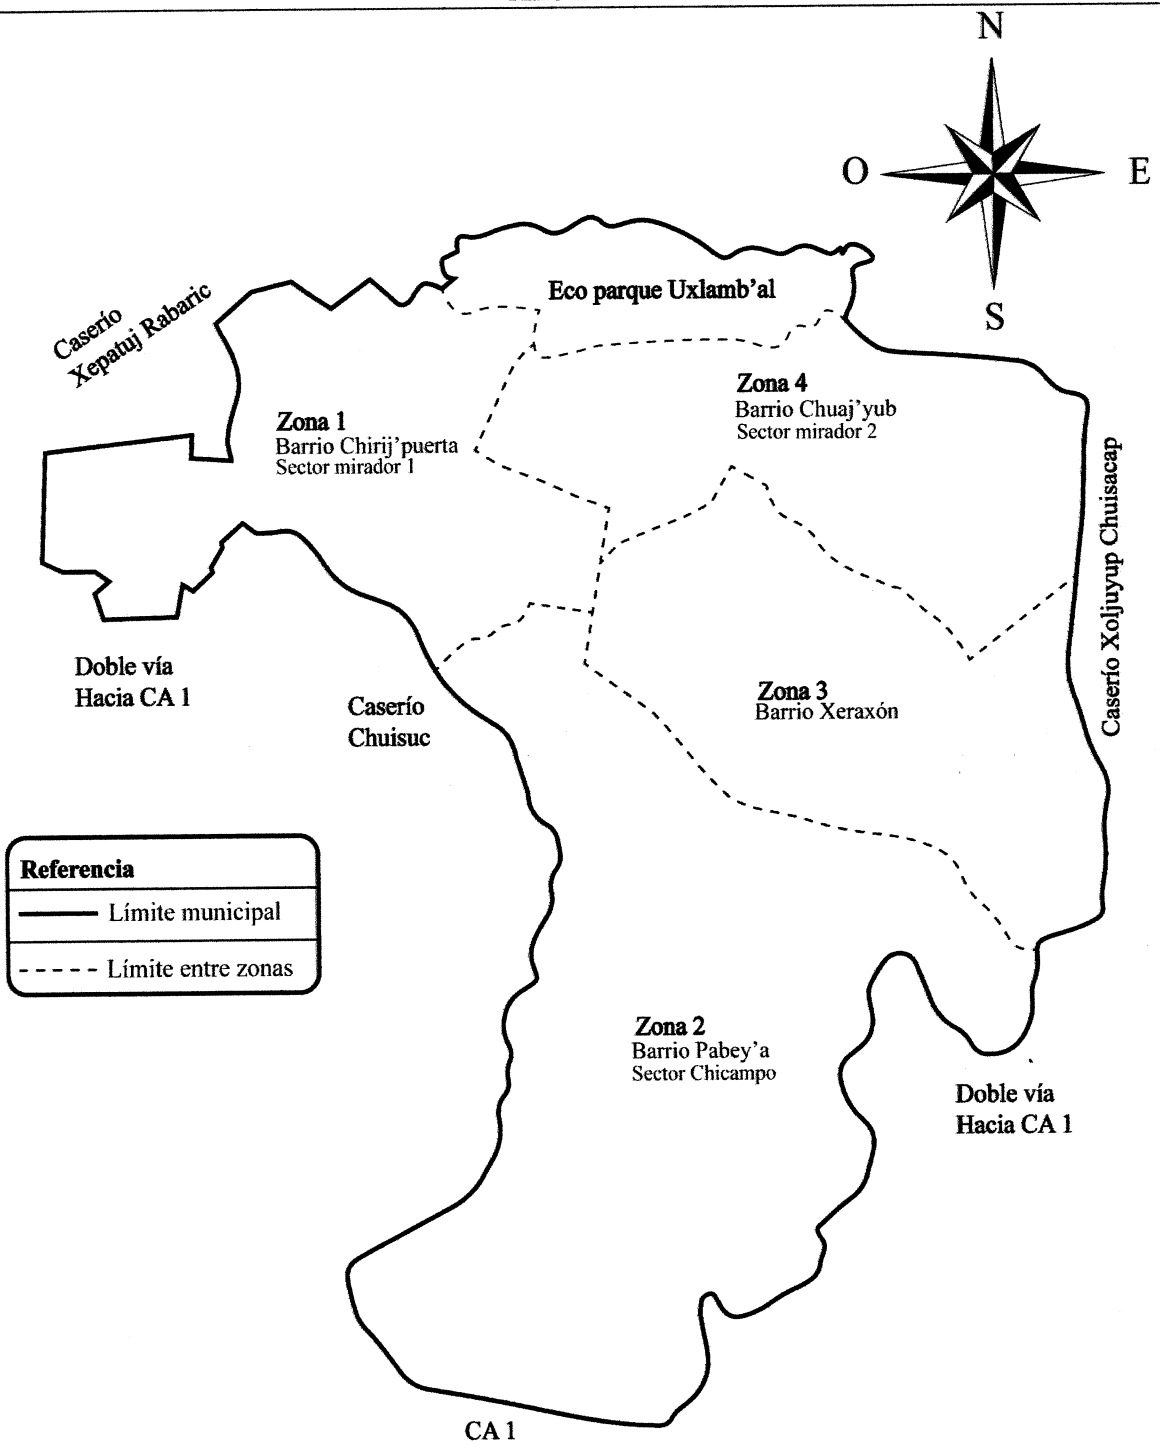 N
O
E
S
Eco parque Uxlamb’al
Caserío
Xepatuj Rabaric
Zona 4
Barrio Chuaj’yub
Sector mirador 2
Zona 1
Barrio Chirij’puerta
Sector mirador 1
Caserío Xoljuyup Chuisacap
Doble vía
Hacia CA 1
Caserío
Chuisuc
Zona 3
Barrio Xeraxón
Referencia
Límite municipal
Límite entre zonas
Zona 2
Barrio Pabey’a
Sector Chicampo
Doble vía
Hacia CA 1
CA 1